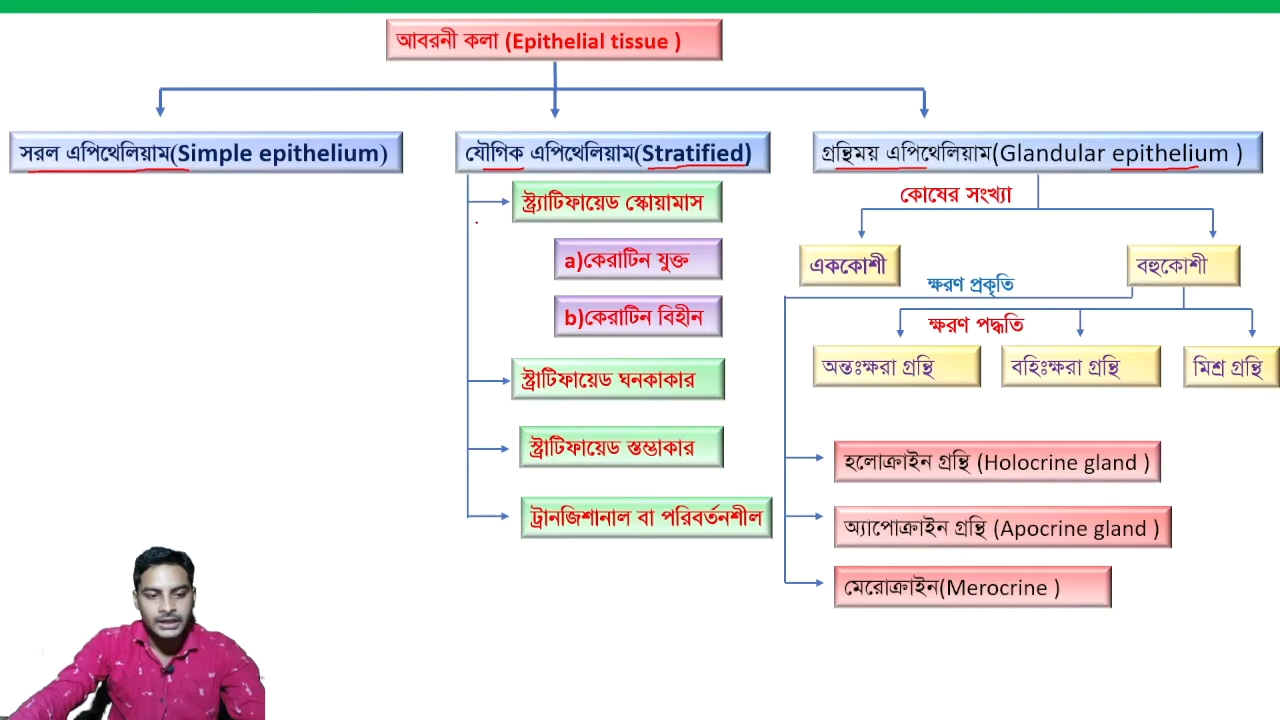 আবরনী কলা (Epithelial tissue )
সরল এপিথেলিয়াম(Simple epithelium)
যৌগিক এপিথেলিয়াম(Stratified)
স্ট্র্যাটিফায়েড স্কোয়ামাস
a)কেরাটিন যুক্ত
b)কেরাটিন বিহীন
স্ট্রাটিফায়েড ঘনকাকার
স্ট্রাটিফায়েড স্তম্ভাকার
ট্রানজিশানাল বা পরিবর্তনশীল
গ্রন্থিময় এপিথেলিয়াম(Glandular epithelium )
কোষের সংখ্যা
এককোশী
বহুকোশী
ক্ষরণ প্রকৃতি
ক্ষরণ পদ্ধতি
অন্তঃক্ষরা গ্রন্থি
বহিঃক্ষরা গ্রন্থি
মিশ্র গ্রন্থি
হলোক্রাইন গ্রন্থি (Holocrine gland )
অ্যাপোক্রাইন গ্রন্থি (Apocrine gland )
মেরোক্রাইন(Merocrine )